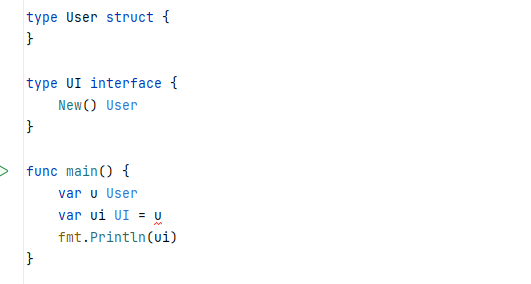 type User struct {
}
type UI interface {
    New() User
}
func main() {
    var u User
    var ui UI = u
    fmt.Println(ui)
}